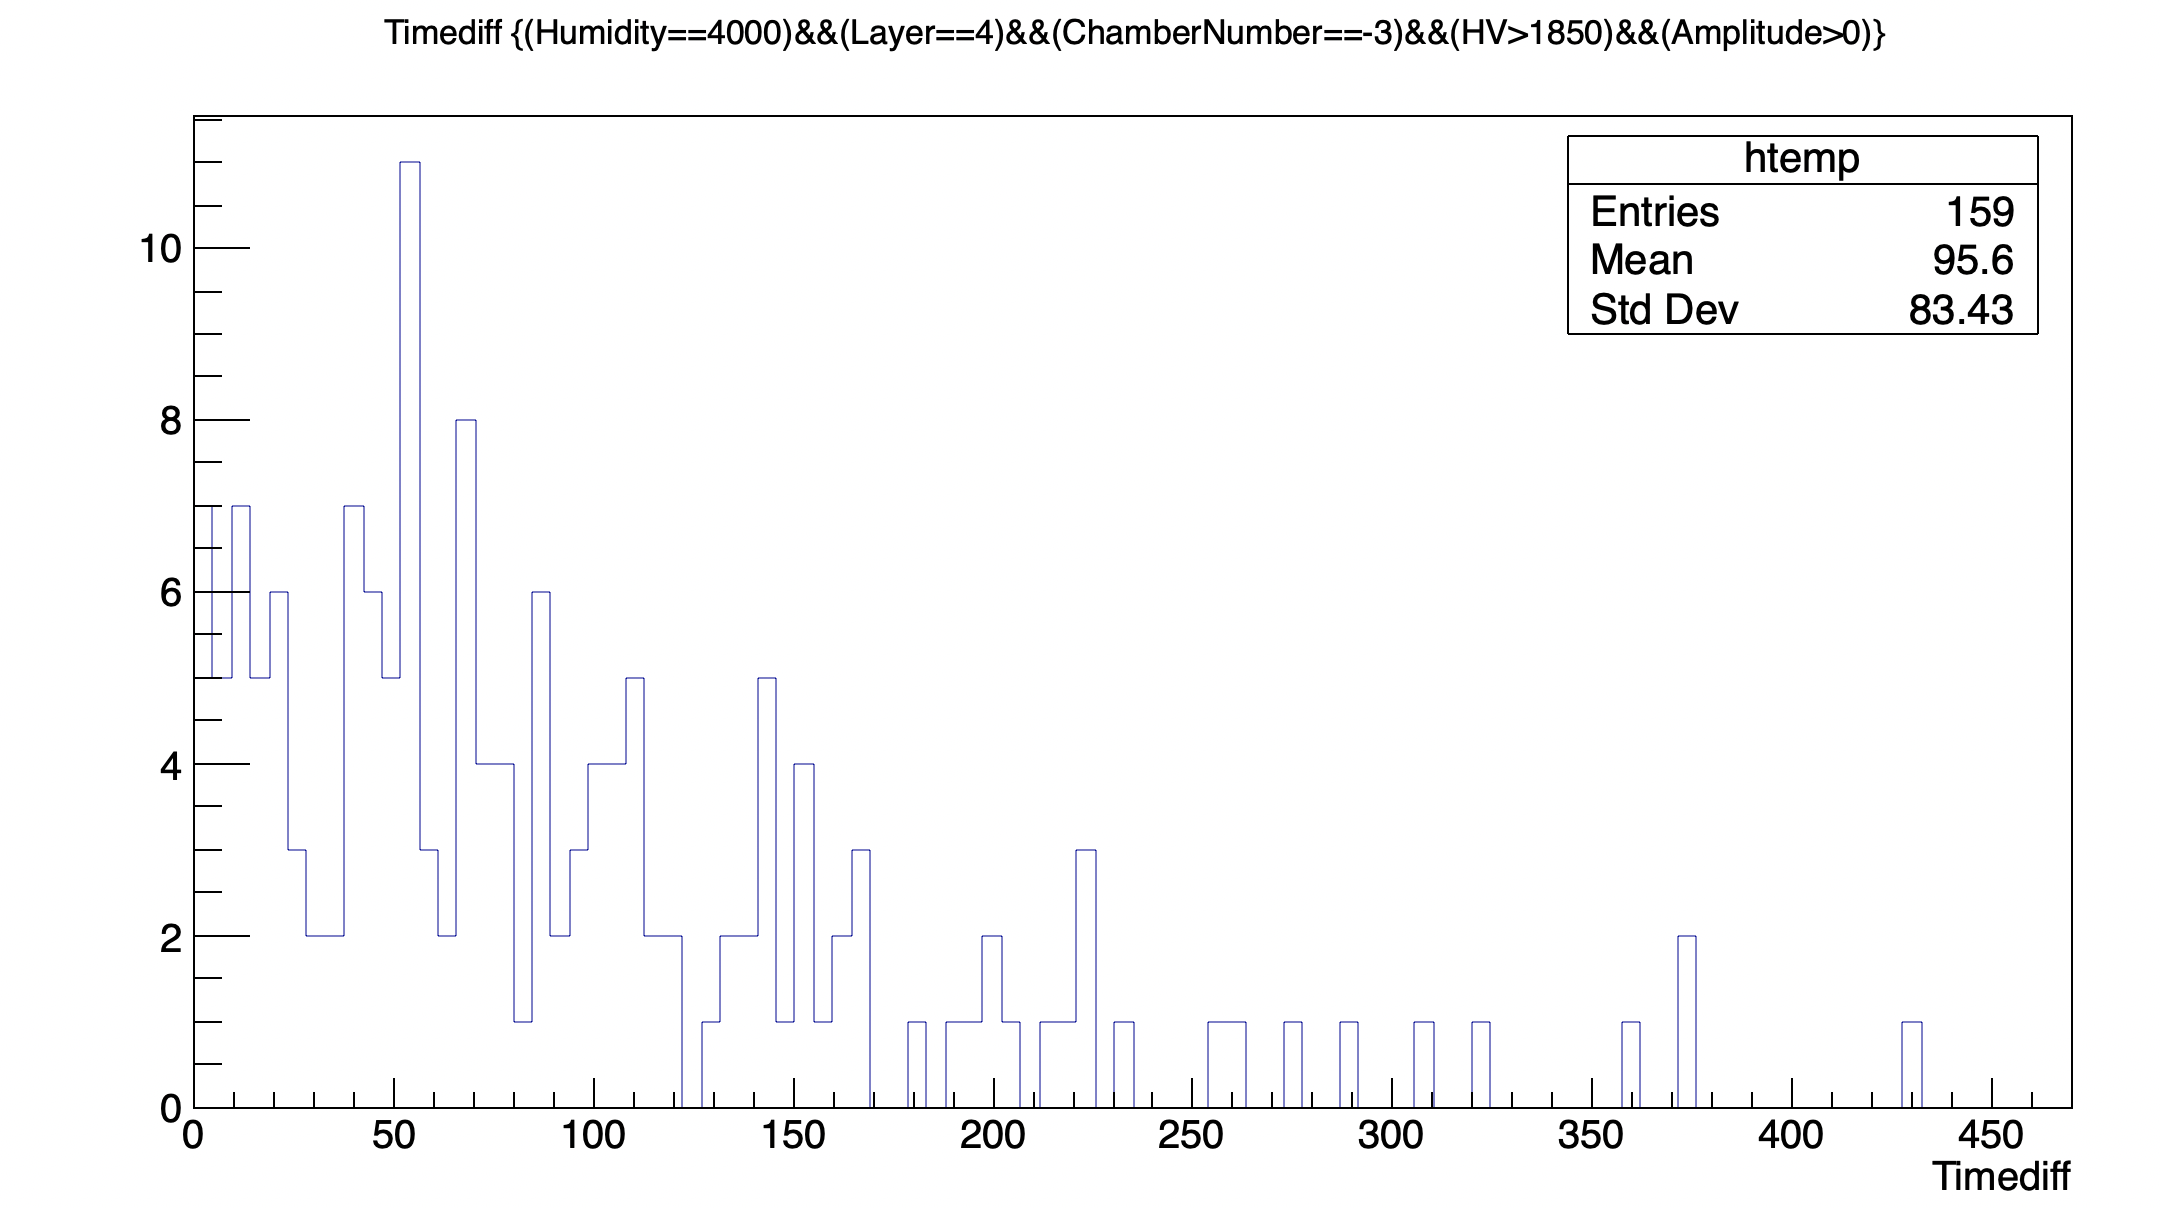 Timediff {(Humidity==4000)&&(Layer==4)&&(ChamberNumber==-3)&&(HV>1850)&&(Amplitude>0)}
htemp
Entries 159
Mean 95.6
Std Dev 83.43
10
8
6
4
2
0
0 50 100 150 200 250 300 350 400 450
Timediff